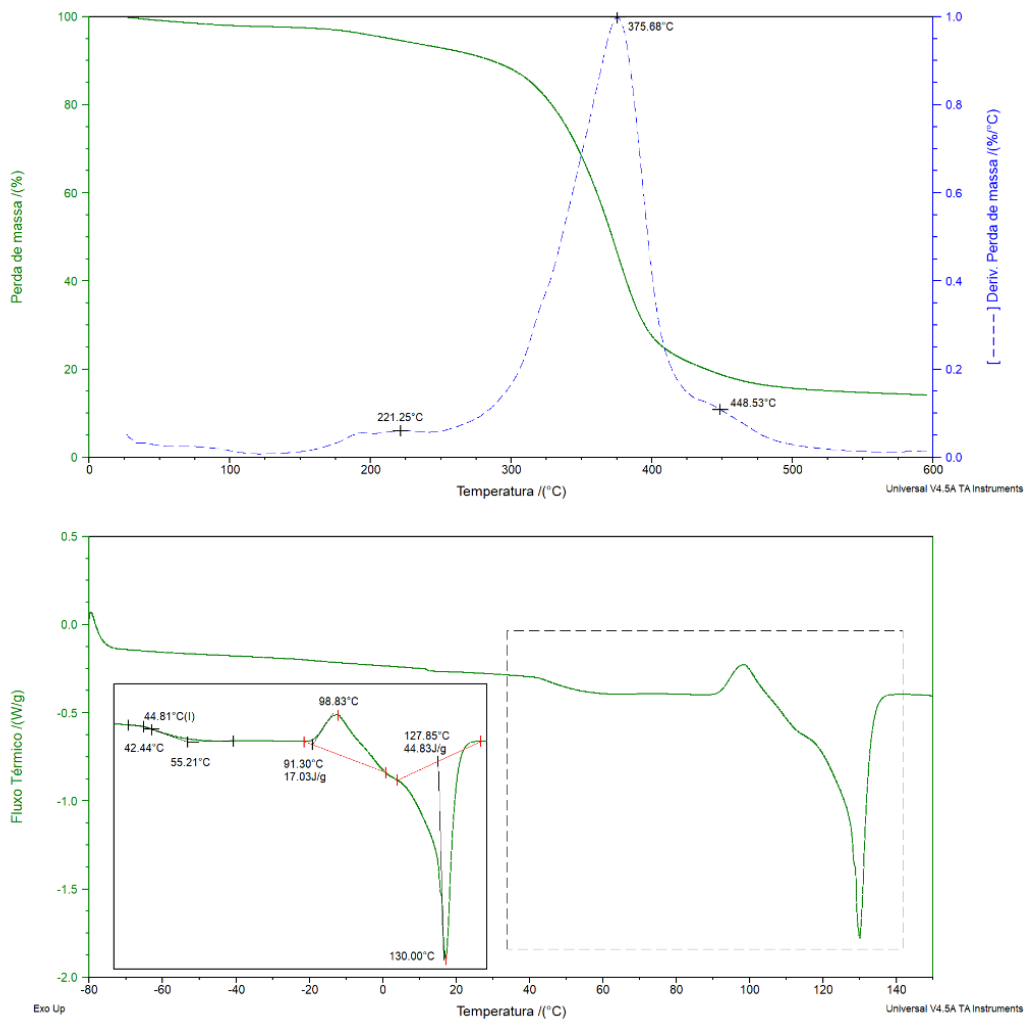 100
80
60
40
20
0
Perda de massa /(%)
1.0
0.8
0.6
0.4
0.2
0.0
[ − − − − ] Deriv. Perda de massa /(%/°C)
375.68°C
221.25°C
448.53°C
0 100 200 300 400 500 600
Temperatura /(°C)
Universal V4.5A TA Instruments
0.5
0.0
-0.5
-1.0
-1.5
-2.0
Fluxo Térmico /(W/g)
98.83°C
44.81°C(I)
42.44°C
55.21°C
91.30°C
17.03J/g
127.85°C
44.83J/g
130.00°C
-80 -60 -40 -20 0 20 40 60 80 100 120 140
Exo Up
Temperatura /(°C)
Universal V4.5A TA Instruments